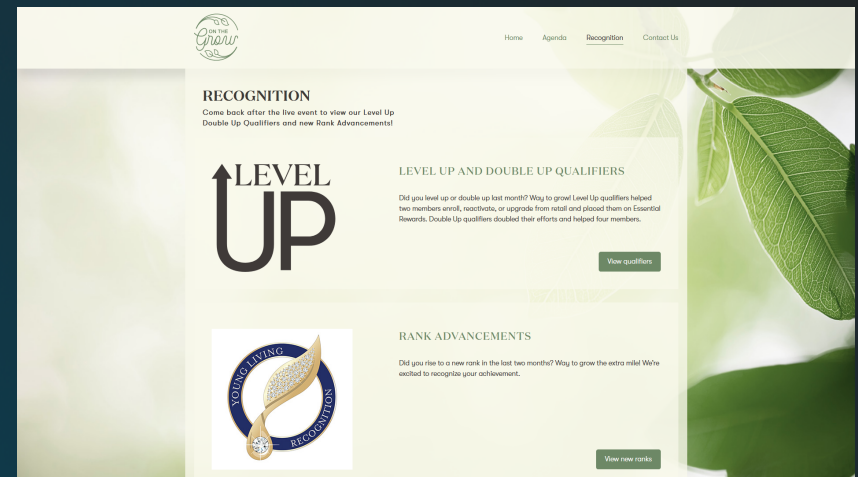 ON THE
Grow
Home Agenda Recognition Contact Us
RECOGNITION
Come back after the live event to view our Level Up
Double Up Qualifiers and new Rank Advancements!
LEVEL
UP
LEVEL UP AND DOUBLE UP QUALIFIERS
Did you level up or double up last month? Way to grow! Level Up qualifiers helped
two members enroll, reactivate, or upgrade from retail and placed them on Essential
Rewards. Double Up qualifiers doubled their efforts and helped four members.
View qualifiers
YOUNG LIVING
RECOGNITION
RANK ADVANCEMENTS
Did you rise to a new rank in the last two months? Way to grow the extra mile! We're
excited to recognize your achievement.
View new ranks